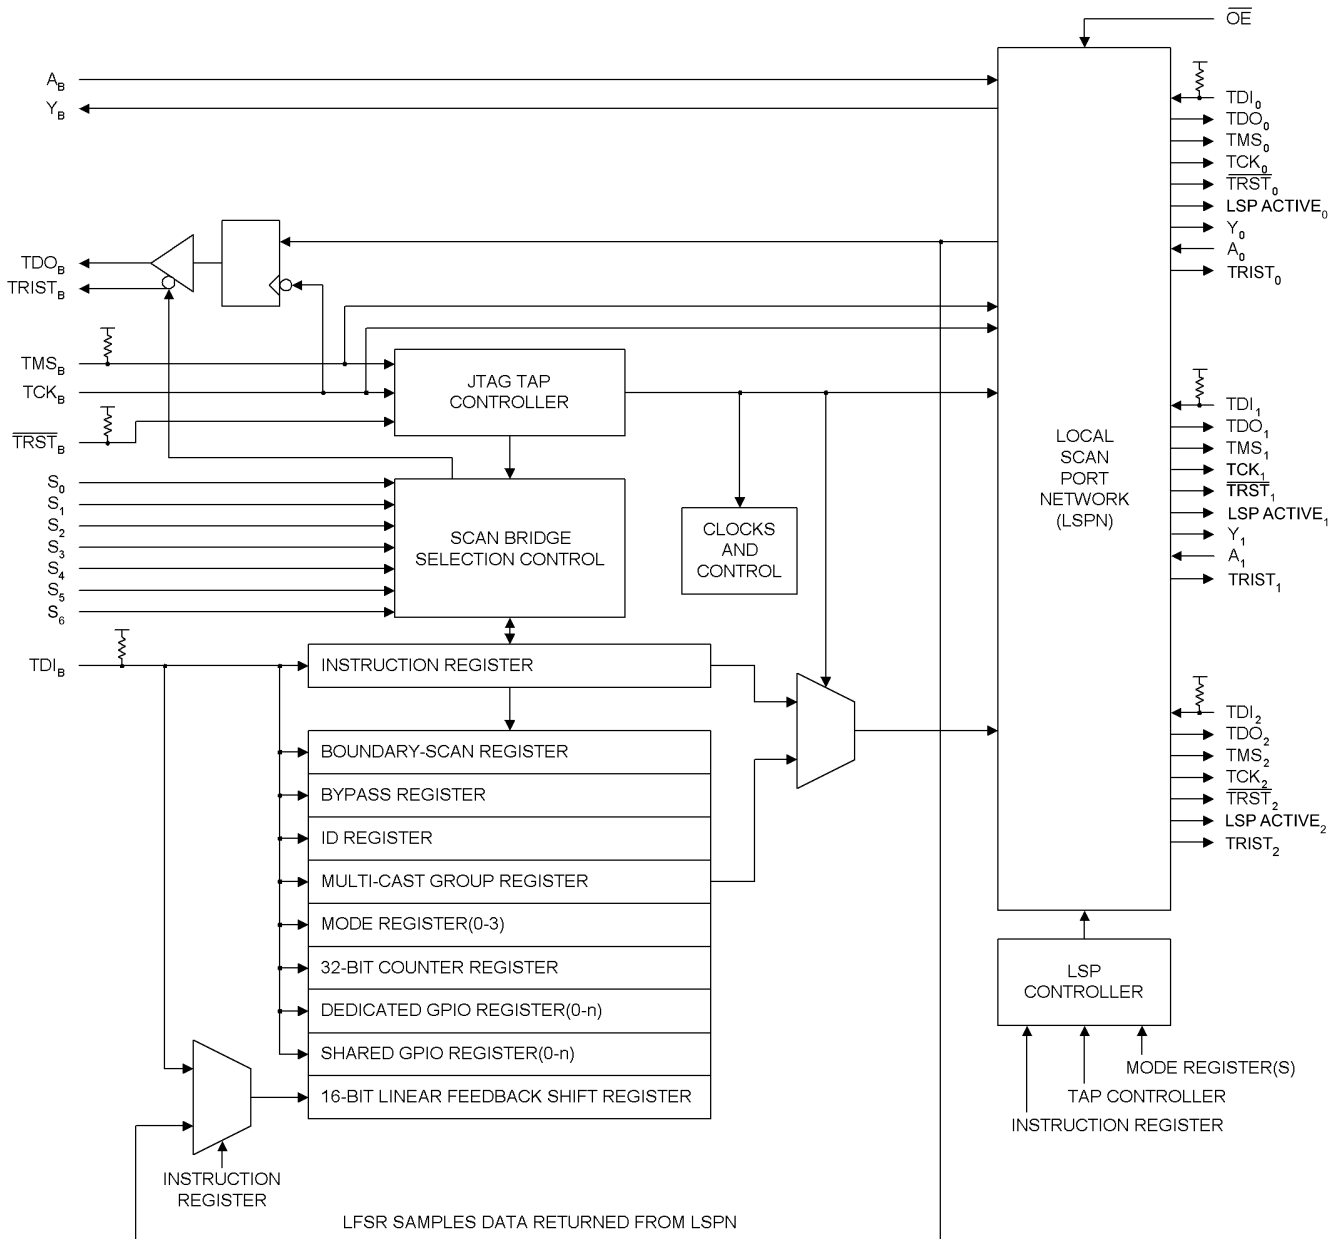 OE
A_B
Y_B
TDO_B
TRIST_B
TMS_B
TCK_B
TRST_B
S_0
S_1
S_2
S_3
S_4
S_5
S_6
TDI_B
JTAG TAP
CONTROLLER
SCAN BRIDGE
SELECTION CONTROL
CLOCKS
AND
CONTROL
INSTRUCTION REGISTER
BOUNDARY-SCAN REGISTER
BYPASS REGISTER
ID REGISTER
MULTI-CAST GROUP REGISTER
MODE REGISTER(0-3)
32-BIT COUNTER REGISTER
DEDICATED GPIO REGISTER(0-n)
SHARED GPIO REGISTER(0-n)
16-BIT LINEAR FEEDBACK SHIFT REGISTER
INSTRUCTION
REGISTER
LFSR SAMPLES DATA RETURNED FROM LSPN
LOCAL
SCAN
PORT
NETWORK
(LSPN)
TDI_0
TDO_0
TMS_0
TCK_0
TRST_0
LSP ACTIVE_0
Y_0
A_0
TRIST_0
TDI_1
TDO_1
TMS_1
TCK_1
TRST_1
LSP ACTIVE_1
Y_1
A_1
TRIST_1
TDI_2
TDO_2
TMS_2
TCK_2
TRST_2
LSP ACTIVE_2
TRIST_2
LSP
CONTROLLER
MODE REGISTER(S)
TAP CONTROLLER
INSTRUCTION REGISTER